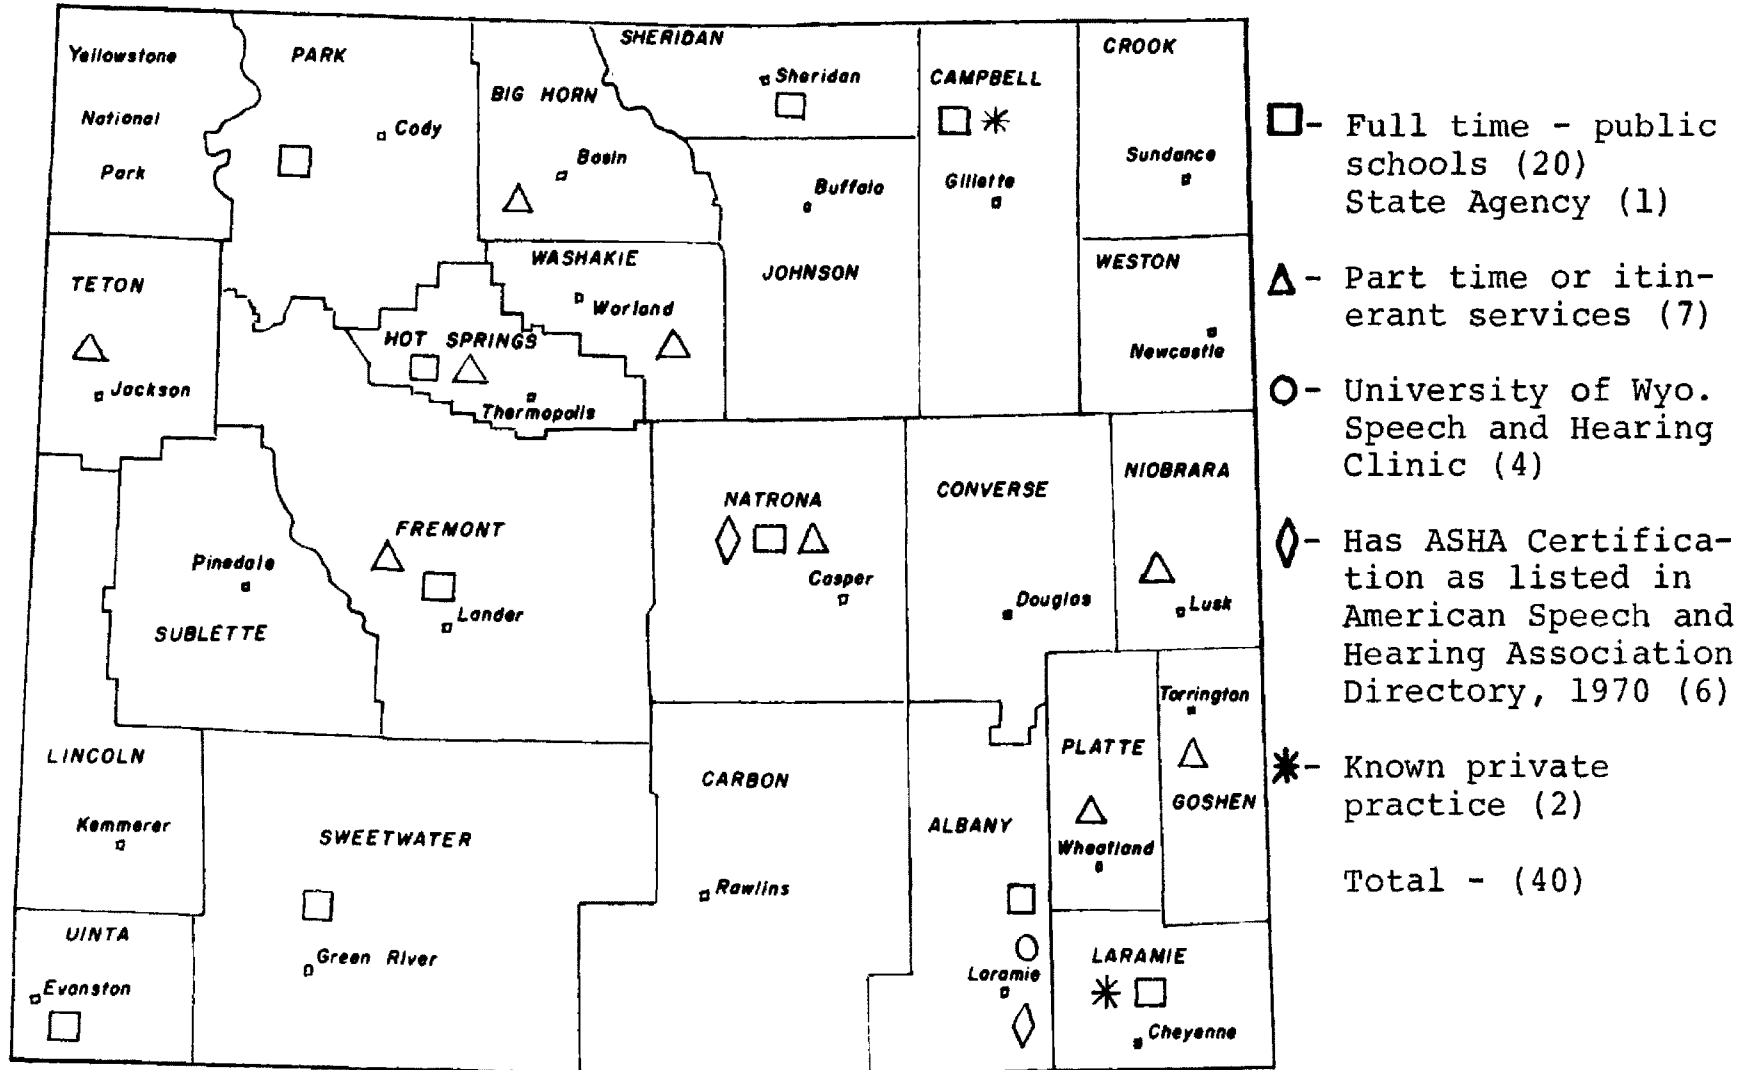 Yellowstone
National
Park
PARK
Cody
BIG HORN
Basin
SHERIDAN
Sheridan
CAMPBELL
Gillette
CROOK
Sundance
Buffalo
JOHNSON
WESTON
Newcastle
TETON
Jackson
WASHAKIE
Worland
HOT SPRINGS
Thermopolis
FREMONT
Lander
Pinedale
SUBLETTE
NATRONA
Casper
CONVERSE
Douglas
NIOBRARA
Lusk
LINCOLN
Kemmerer
SWEETWATER
Green River
UINTA
Evanston
CARBON
Rawlins
ALBANY
Laramie
PLATTE
Wheatland
Torrington
GOSHEN
LARAMIE
Cheyenne
- Full time - public
schools (20)
State Agency (1)
- Part time or itin-
erant services (7)
- University of Wyo.
Speech and Hearing
Clinic (4)
- Has ASHA Certifica-
tion as listed in
American Speech and
Hearing Association
Directory, 1970 (6)
- Known private
practice (2)
Total - (40)